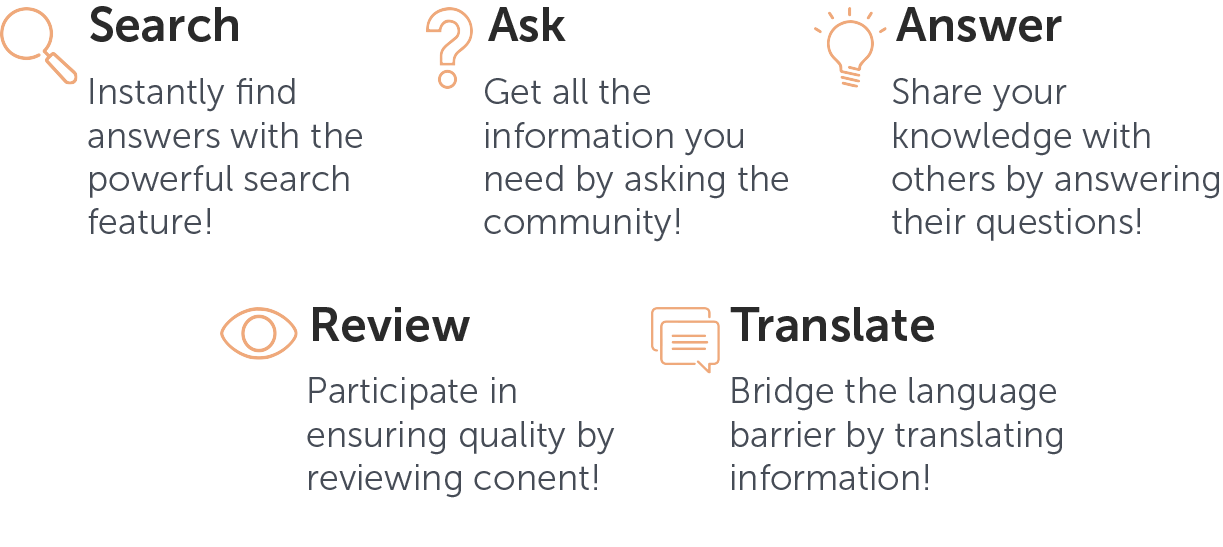 Search
Instantly find
answers with the
powerful search
feature!
Ask
Get all the
information you
need by asking the
community!
Answer
Share your
knowledge with
others by answering
their questions!
Review
Participate in
ensuring quality by
reviewing conent!
Translate
Bridge the language
barrier by translating
information!